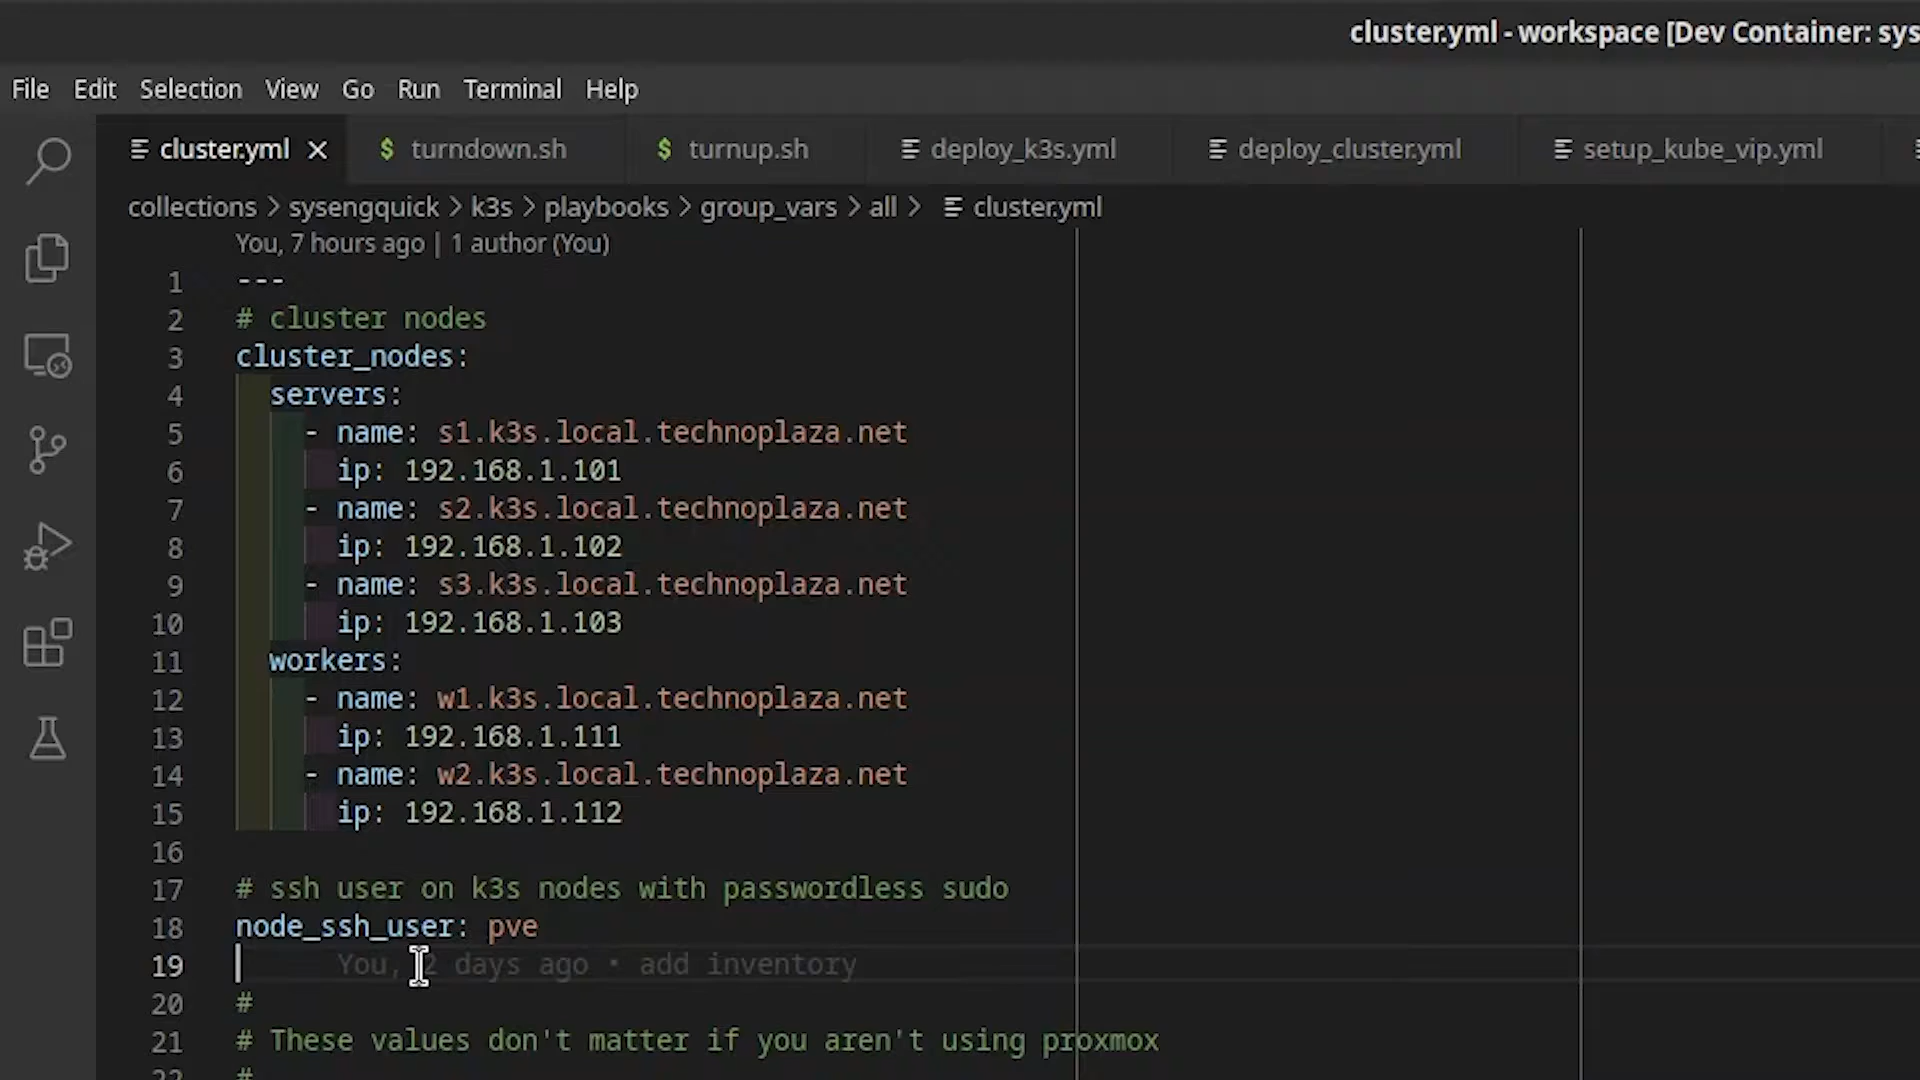 cluster.yml - workspace [Dev Container: sys
File Edit Selection View Go Run Terminal Help
cluster.yml turndown.sh turnup.sh deploy_k3s.yml deploy_cluster.yml setup_kube_vip.yml
collections > sysengquick > k3s > playbooks > group_vars > all > cluster.yml
You, 7 hours ago | 1 author (You)
1 ---
2 # cluster nodes
3 cluster_nodes:
4 servers:
5 - name: s1.k3s.local.technoplaza.net
6 ip: 192.168.1.101
7 - name: s2.k3s.local.technoplaza.net
8 ip: 192.168.1.102
9 - name: s3.k3s.local.technoplaza.net
10 ip: 192.168.1.103
11 workers:
12 - name: w1.k3s.local.technoplaza.net
13 ip: 192.168.1.111
14 - name: w2.k3s.local.technoplaza.net
15 ip: 192.168.1.112
16
17 # ssh user on k3s nodes with passwordless sudo
18 node_ssh_user: pve
19 You, 2 days ago • add inventory
20 #
21 # These values don't matter if you aren't using proxmox
22 #